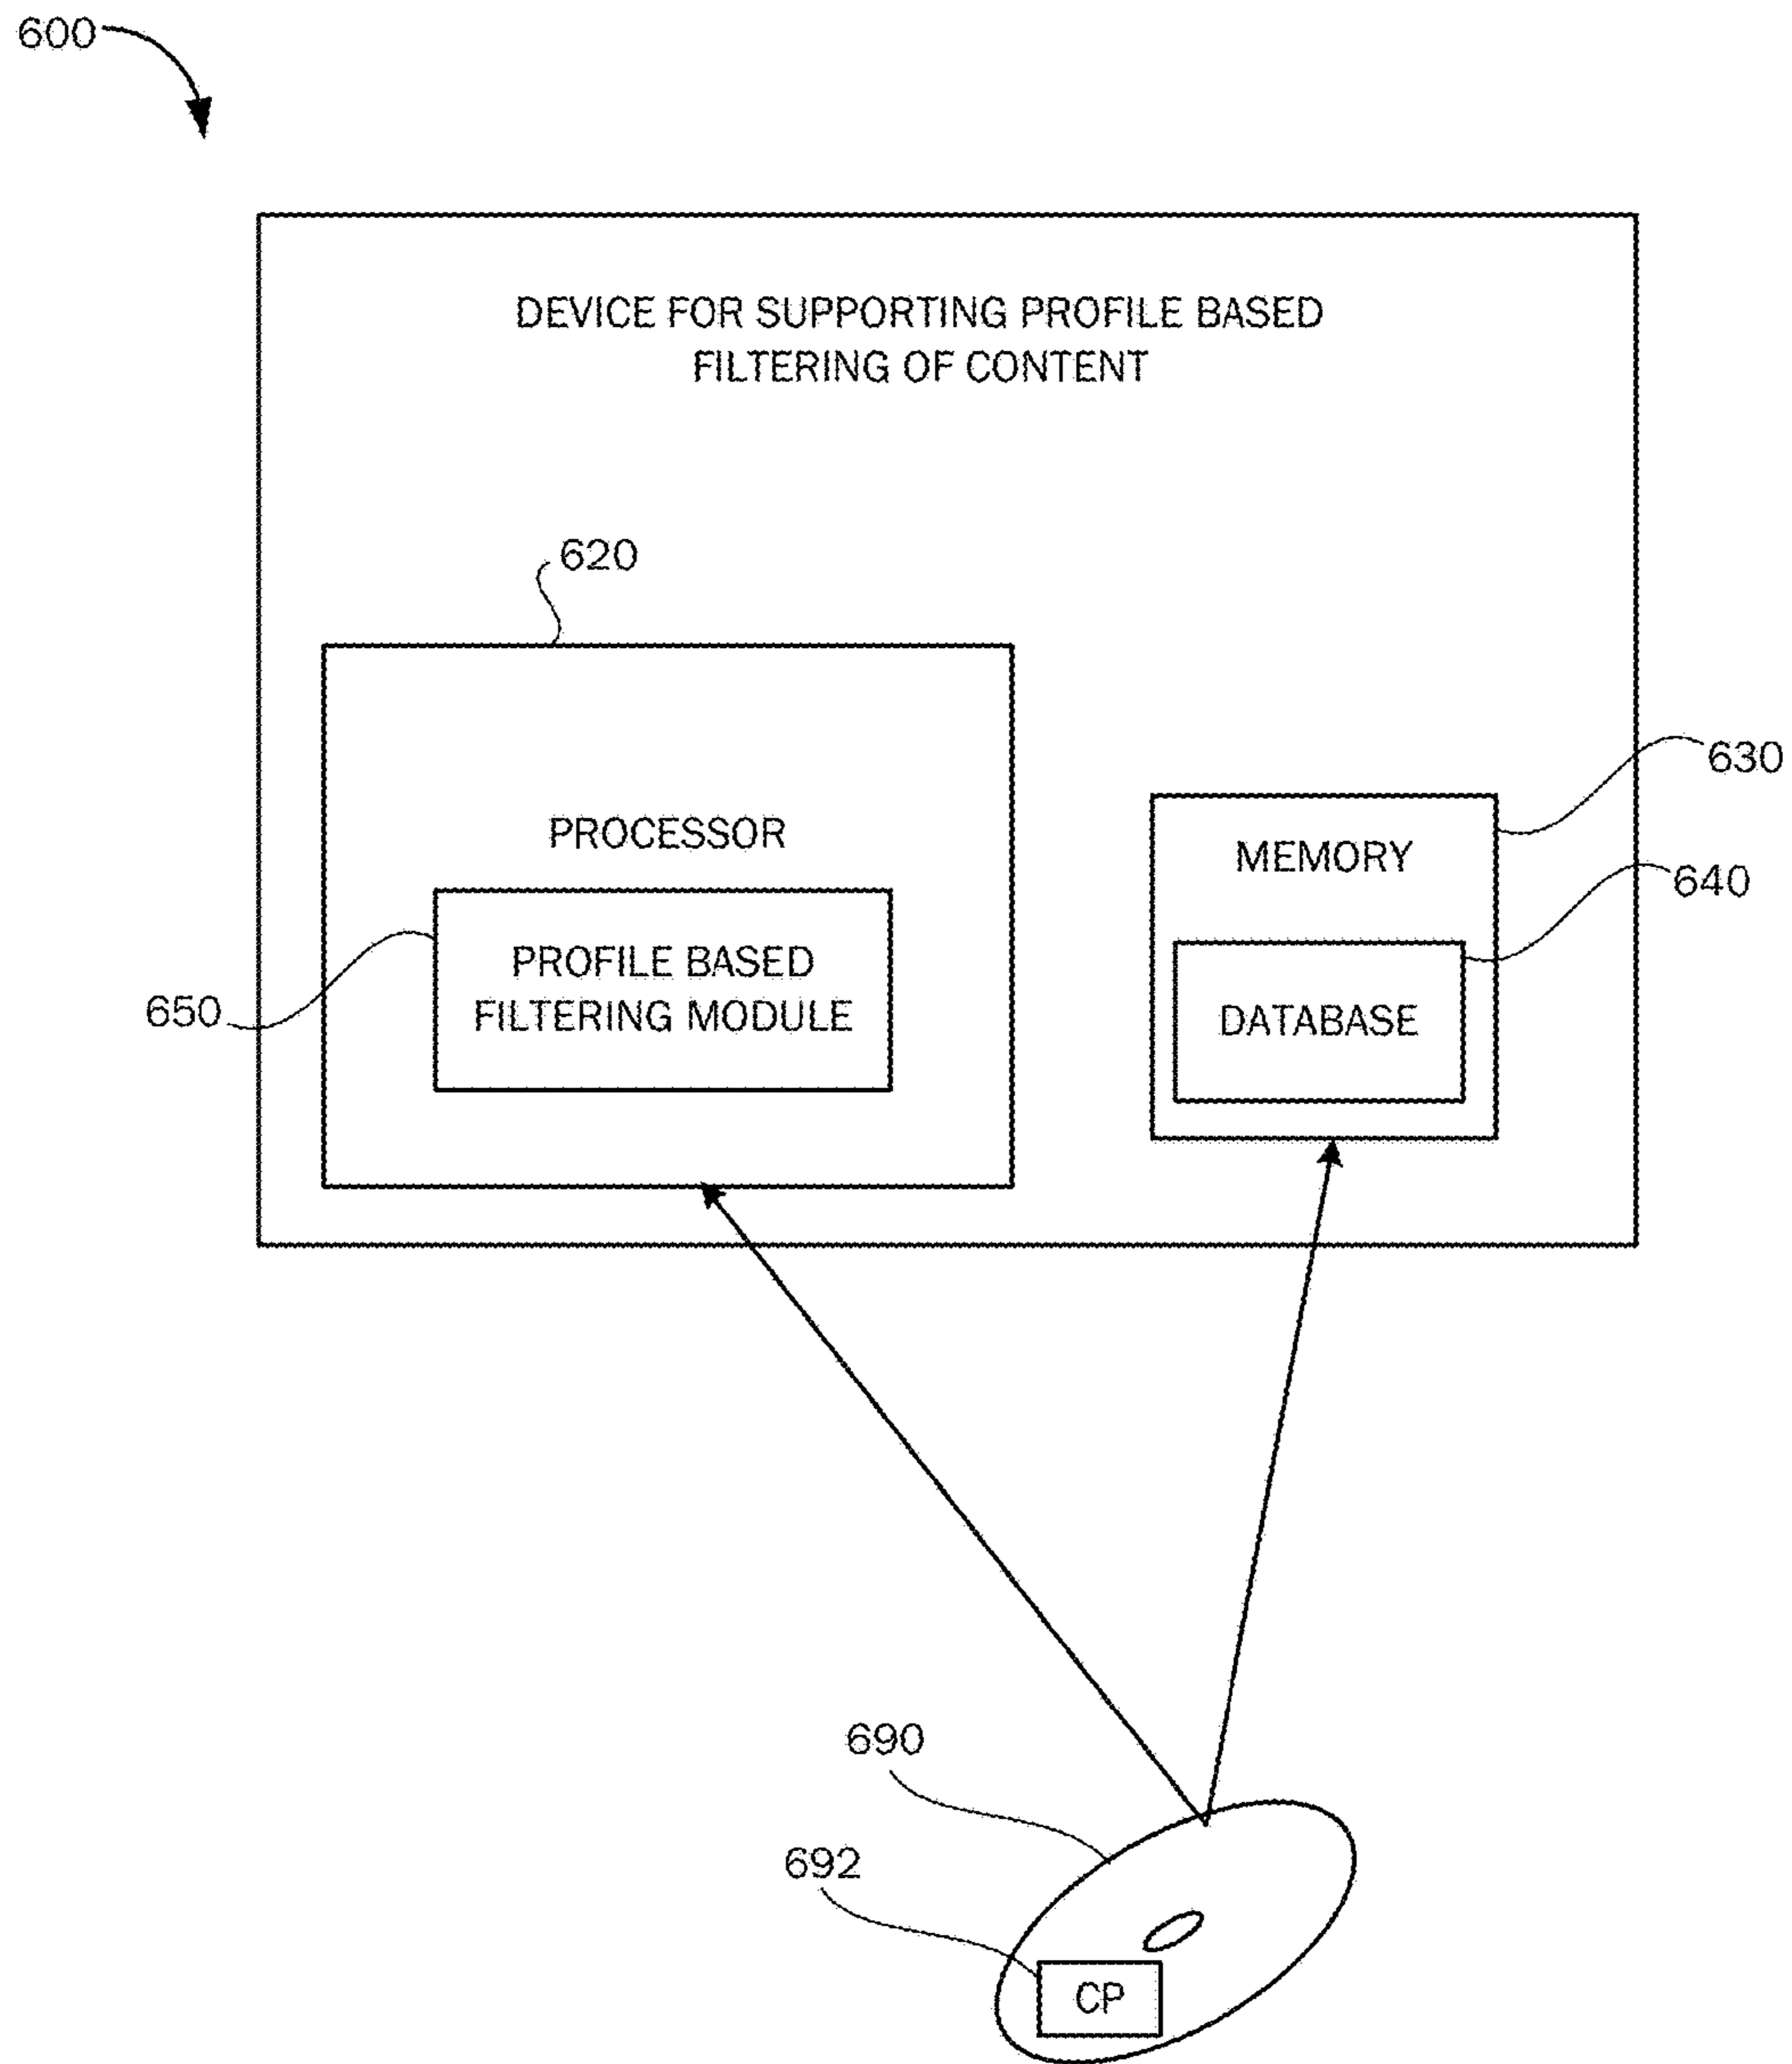 600
DEVICE FOR SUPPORTING PROFILE BASED
FILTERING OF CONTENT
620
630
PROCESSOR
MEMORY
640
PROFILE BASED
FILTERING MODULE
650
DATABASE
690
692
CP